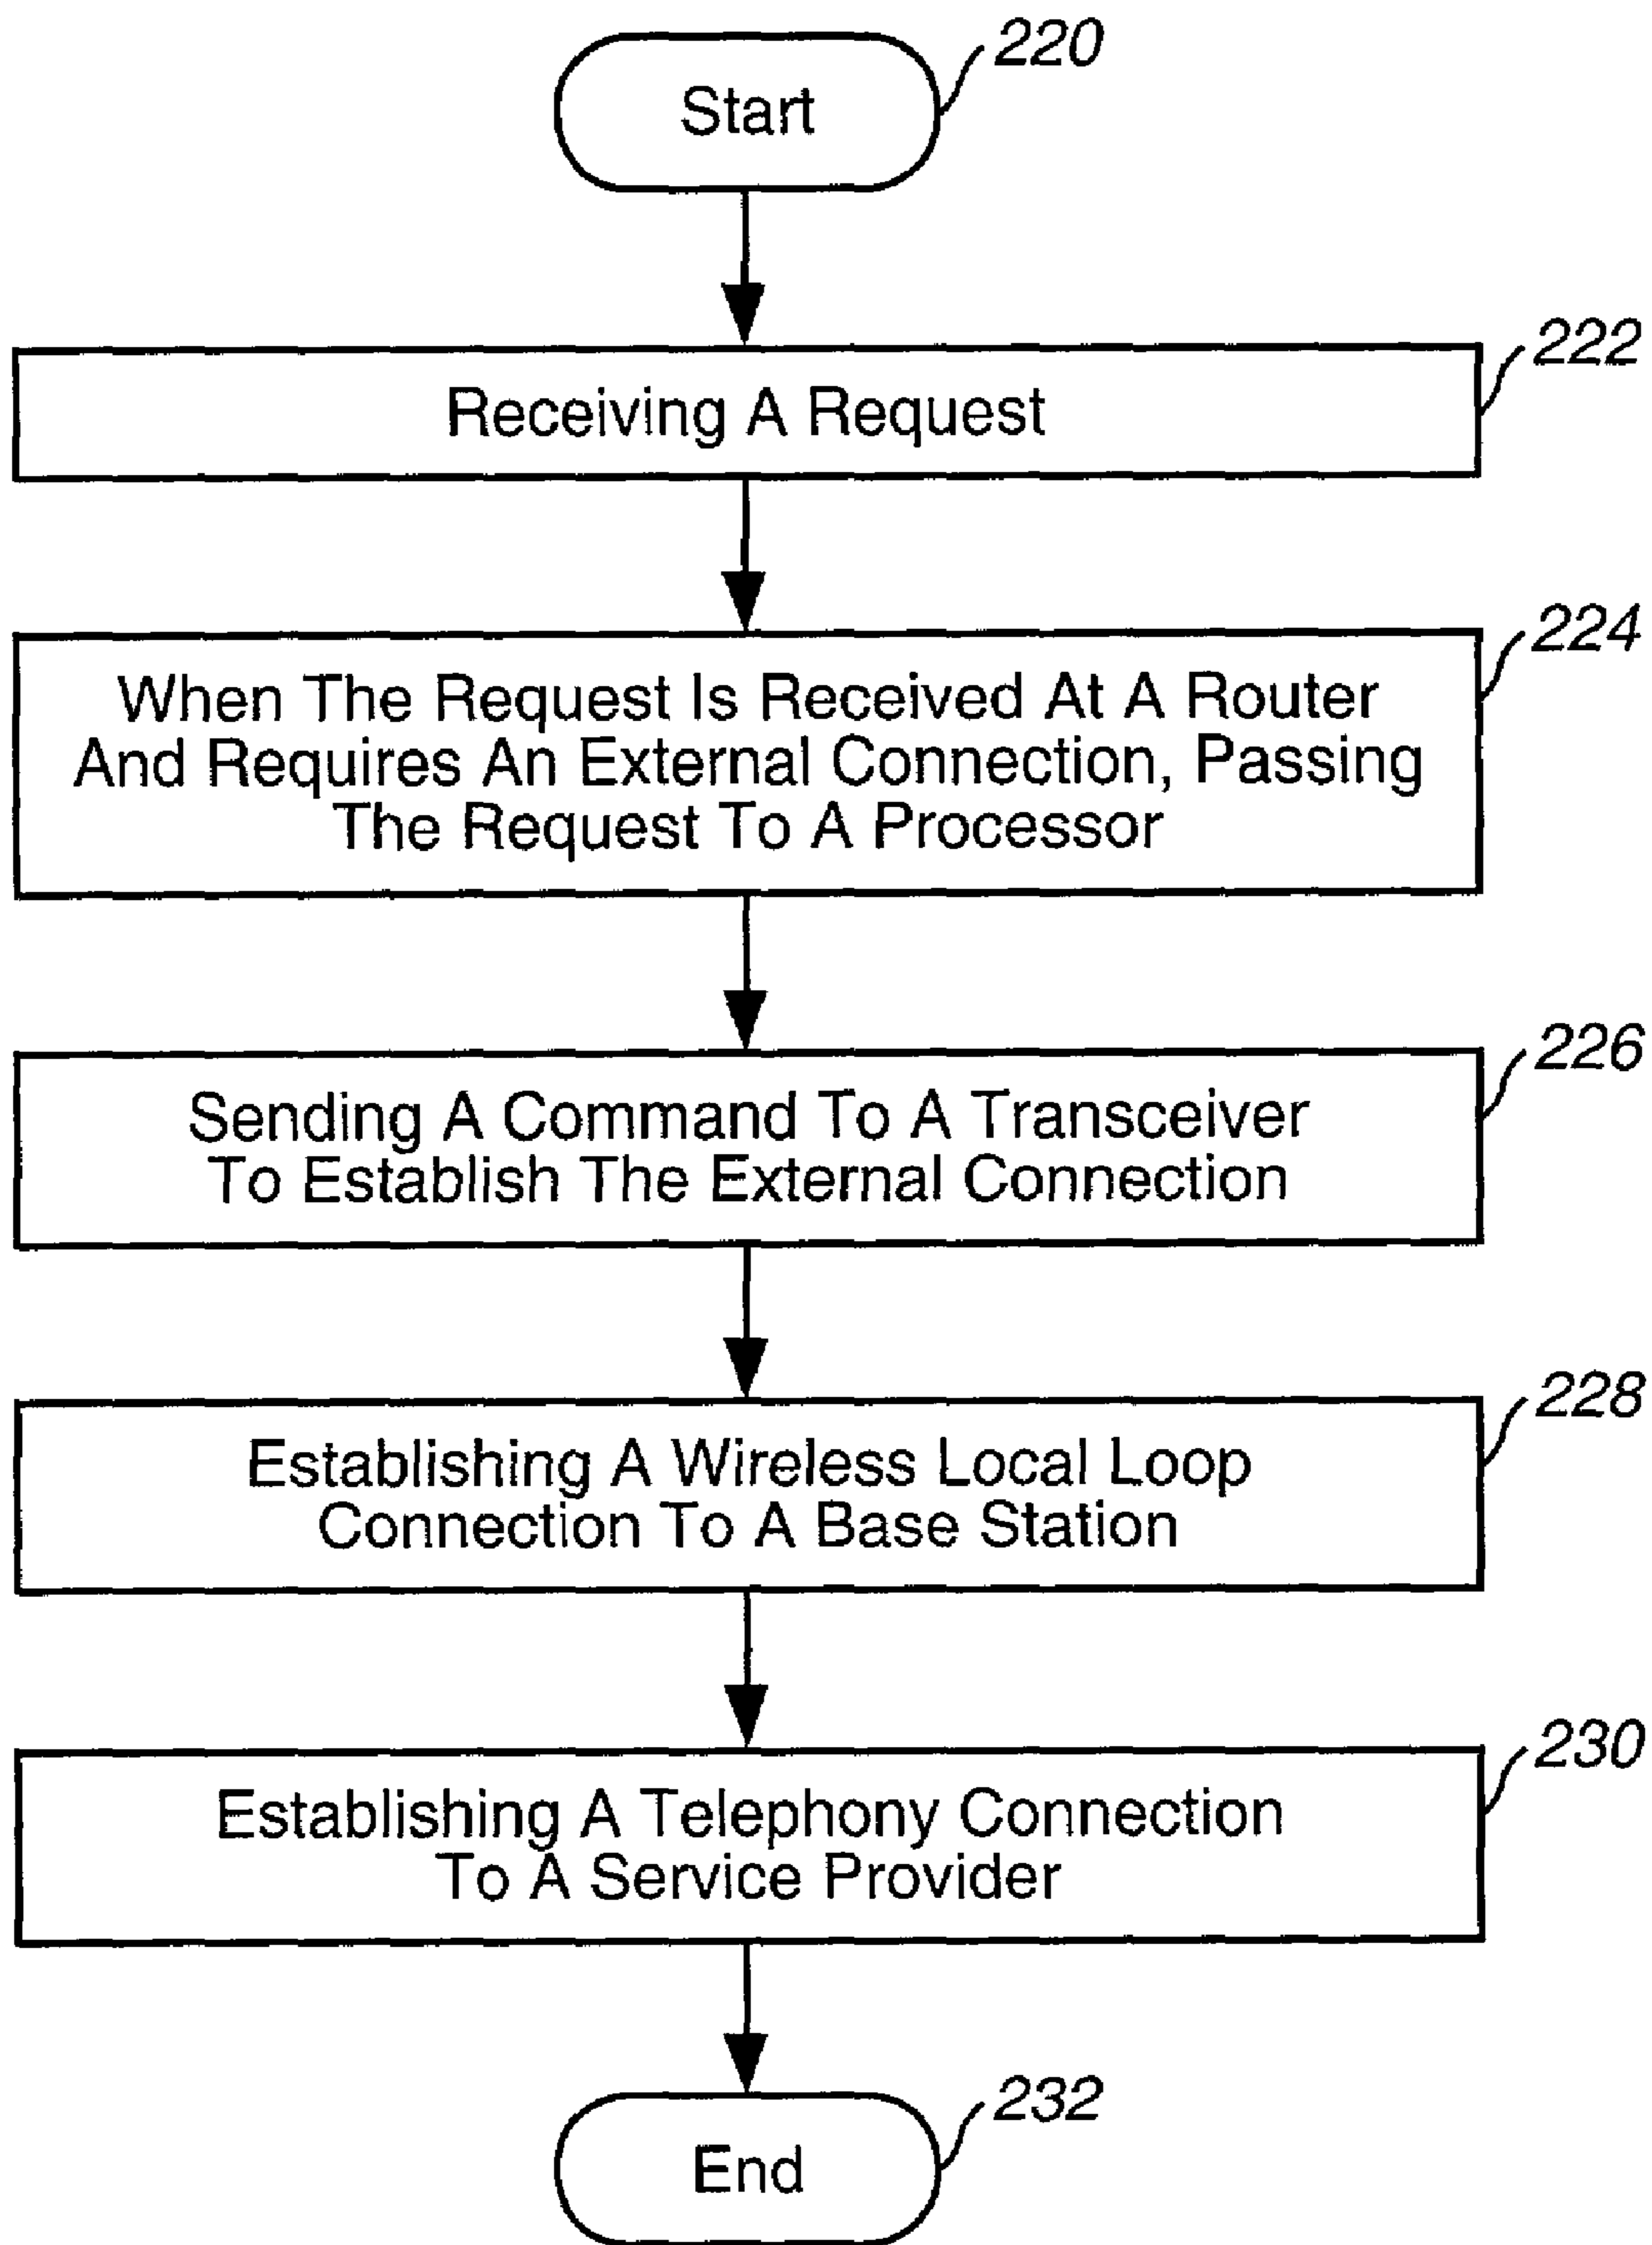 Start
220
Receiving A Request
222
When The Request Is Received At A Router
And Requires An External Connection, Passing
The Request To A Processor
224
Sending A Command To A Transceiver
To Establish The External Connection
226
Establishing A Wireless Local Loop
Connection To A Base Station
228
Establishing A Telephony Connection
To A Service Provider
230
End
232